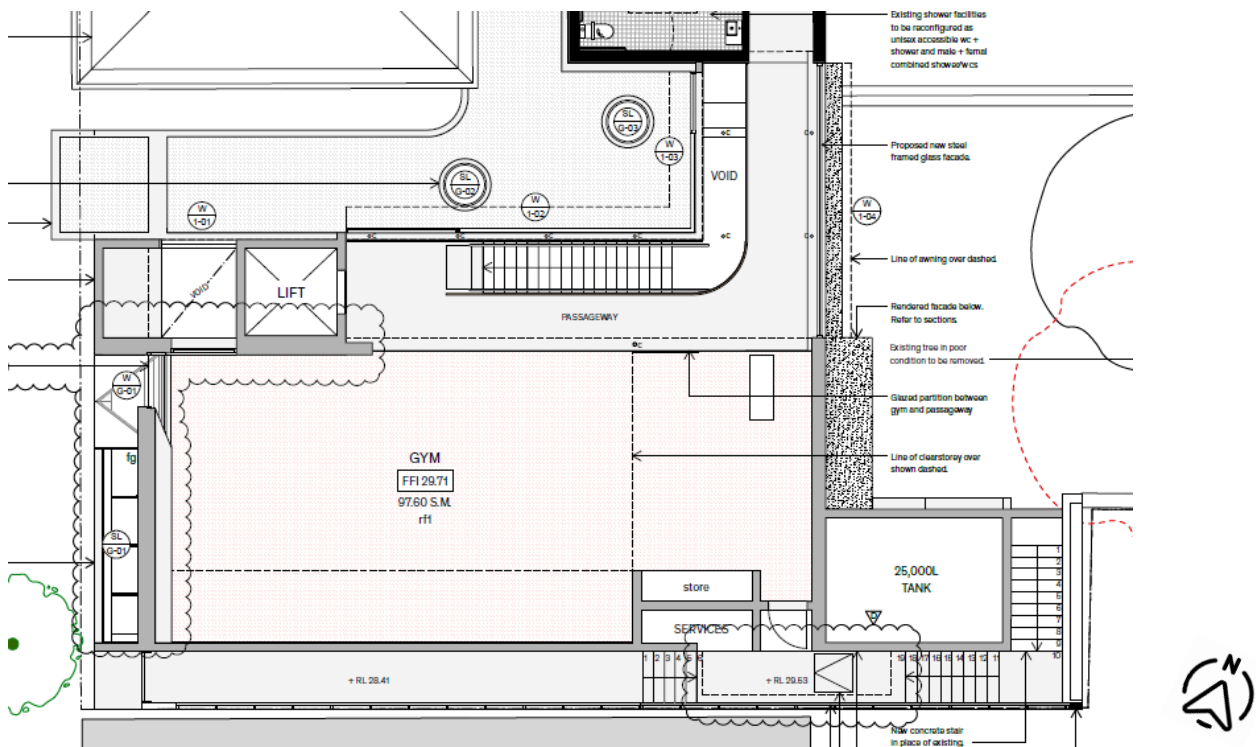 Existing shower facilities
to be reconfigured as
unisex accessible wc +
shower and male + femal
combined shower/wcs
SL
G-03
°C
C°
Proposed new steel
framed glass facade.
W
1-03
VOID
SL
G-02
W
1-02
W
1-01
W
1-04
°C
°C
°C
°C
°C
C°
Line of awning over dashed.
VOID
LIFT
PASSAGEWAY
Rendered facade below.
Refer to sections.
°C
Existing tree in poor
condition to be removed.
W
G-01
Glazed partition between
gym and passageway
fg
GYM
FFl 29.71
97.60 S.M.
rf1
Line of clearstorey over
shown dashed.
SL
G-01
25,000L
TANK
1
2
3
4
5
6
7
8
9
10
store
SERVICES
D
1 2 3 4 5 6
19 18 17 16 15 14 13 12 11
+ RL 28.41
+ RL 29.53
New concrete stair
in place of existing.
N